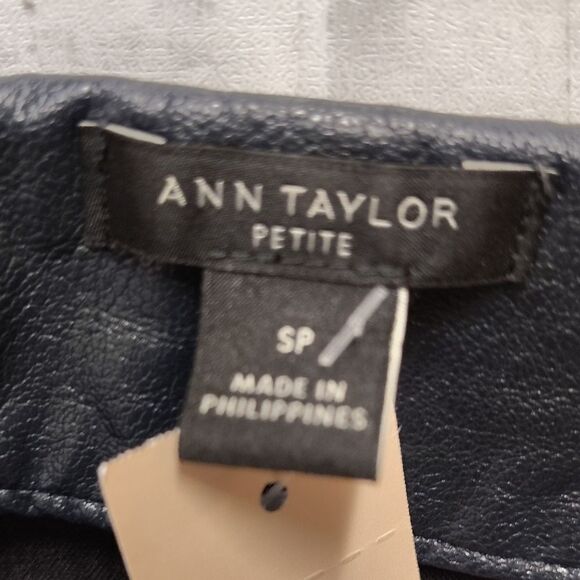 ANN TAYLOR
PETITE
SP
MADE IN
PHILIPPINES